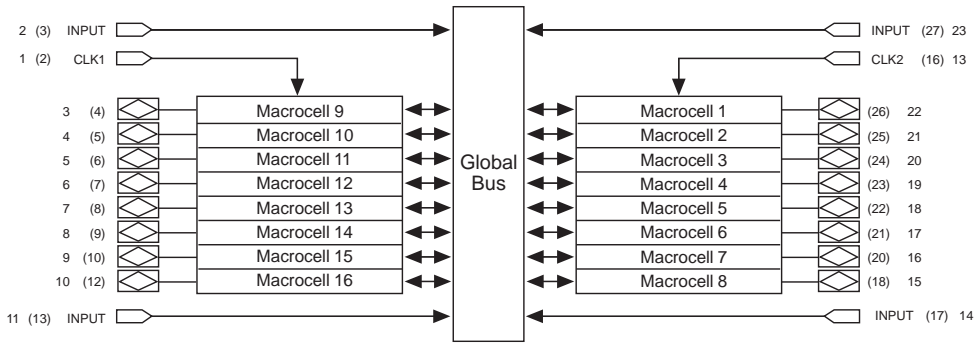 2 (3) INPUT INPUT (27) 23
1 (2) CLK1 CLK2 (16) 13
3 (4) Macrocell 9 Macrocell 1 (26) 22
4 (5) Macrocell 10 Macrocell 2 (25) 21
5 (6) Macrocell 11 Macrocell 3 (24) 20
Global
Bus
6 (7) Macrocell 12 Macrocell 4 (23) 19
7 (8) Macrocell 13 Macrocell 5 (22) 18
8 (9) Macrocell 14 Macrocell 6 (21) 17
9 (10) Macrocell 15 Macrocell 7 (20) 16
10 (12) Macrocell 16 Macrocell 8 (18) 15
11 (13) INPUT INPUT (17) 14